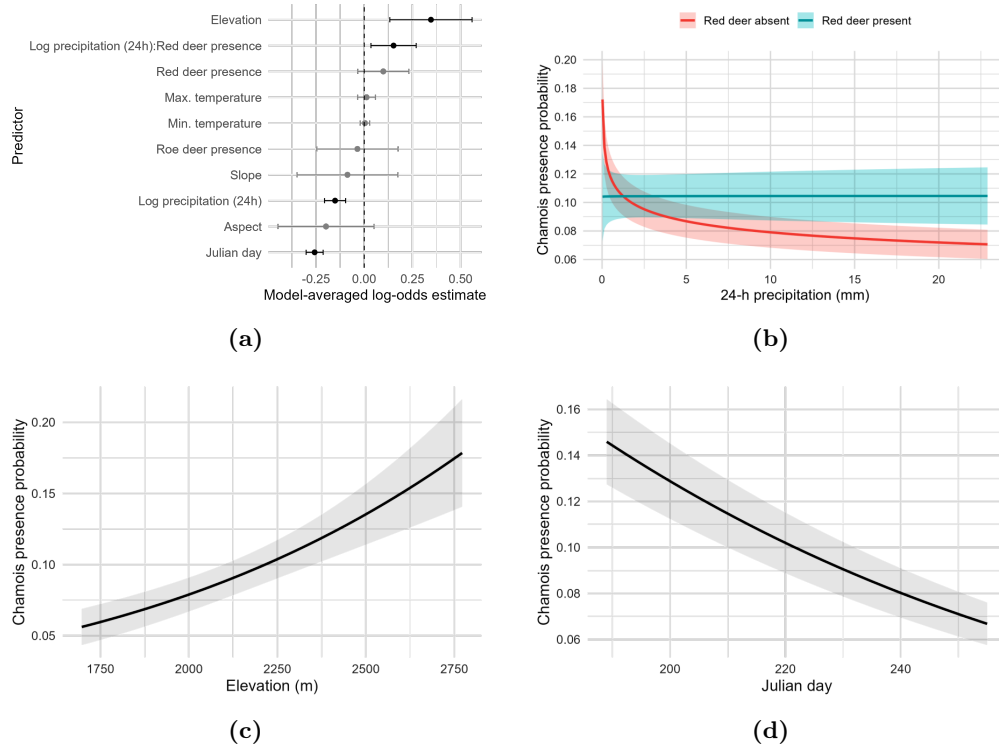 Predictor
Elevation
Log precipitation (24h):Red deer presence
Red deer presence
Max. temperature
Min. temperature
Roe deer presence
Slope
Log precipitation (24h)
Aspect
Julian day
-0.25 0.00 0.25 0.50
Model-averaged log-odds estimate
(a)
Red deer absent Red deer present
Chamois presence probability
0.20
0.18
0.16
0.14
0.12
0.10
0.08
0.06
0 5 10 15 20
24-h precipitation (mm)
(b)
Chamois presence probability
0.20
0.15
0.10
0.05
1750 2000 2250 2500 2750
Elevation (m)
(c)
Chamois presence probability
0.16
0.14
0.12
0.10
0.08
0.06
200 220 240
Julian day
(d)